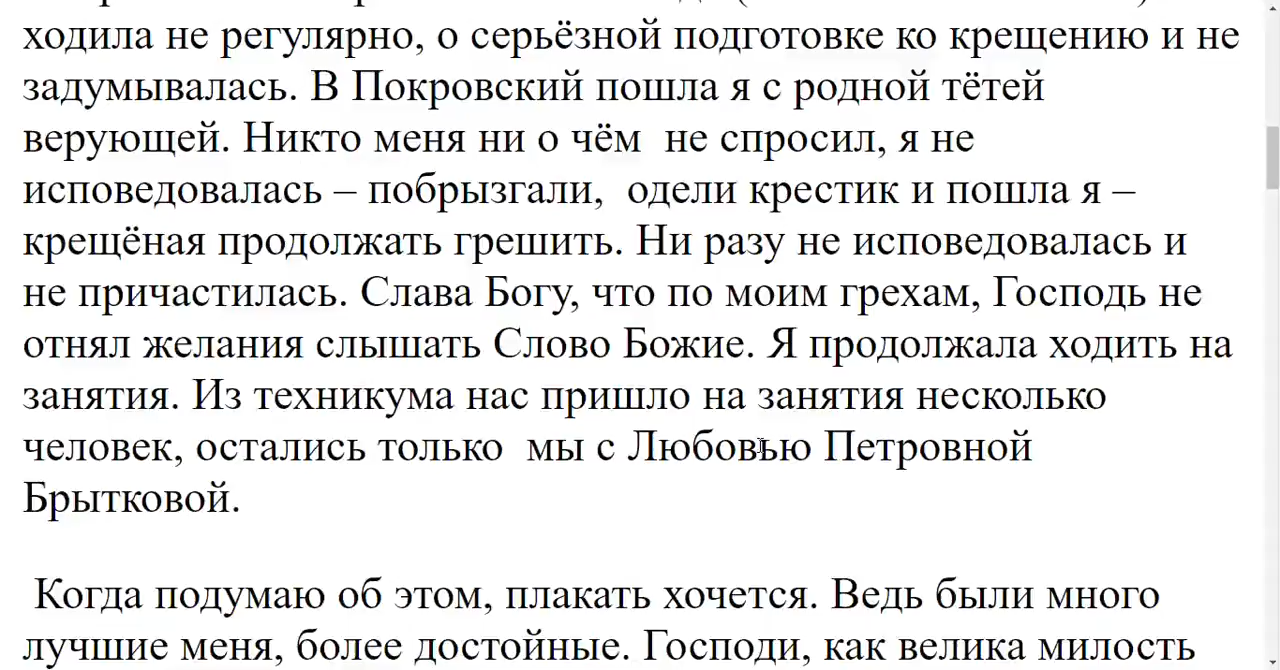 ходила не регулярно, о серьёзной подготовке ко крещению и не
задумывалась. В Покровский пошла я с родной тётей
верующей. Никто меня ни о чём  не спросил, я не
исповедовалась – побрызгали,  одели крестик и пошла я –
крещёная продолжать грешить. Ни разу не исповедовалась и
не причастилась. Слава Богу, что по моим грехам, Господь не
отнял желания слышать Слово Божие. Я продолжала ходить на
занятия. Из техникума нас пришло на занятия несколько
человек, остались только  мы с Любовью Петровной
Брытковой.
Когда подумаю об этом, плакать хочется. Ведь были много
лучшие меня, более достойные. Господи, как велика милость